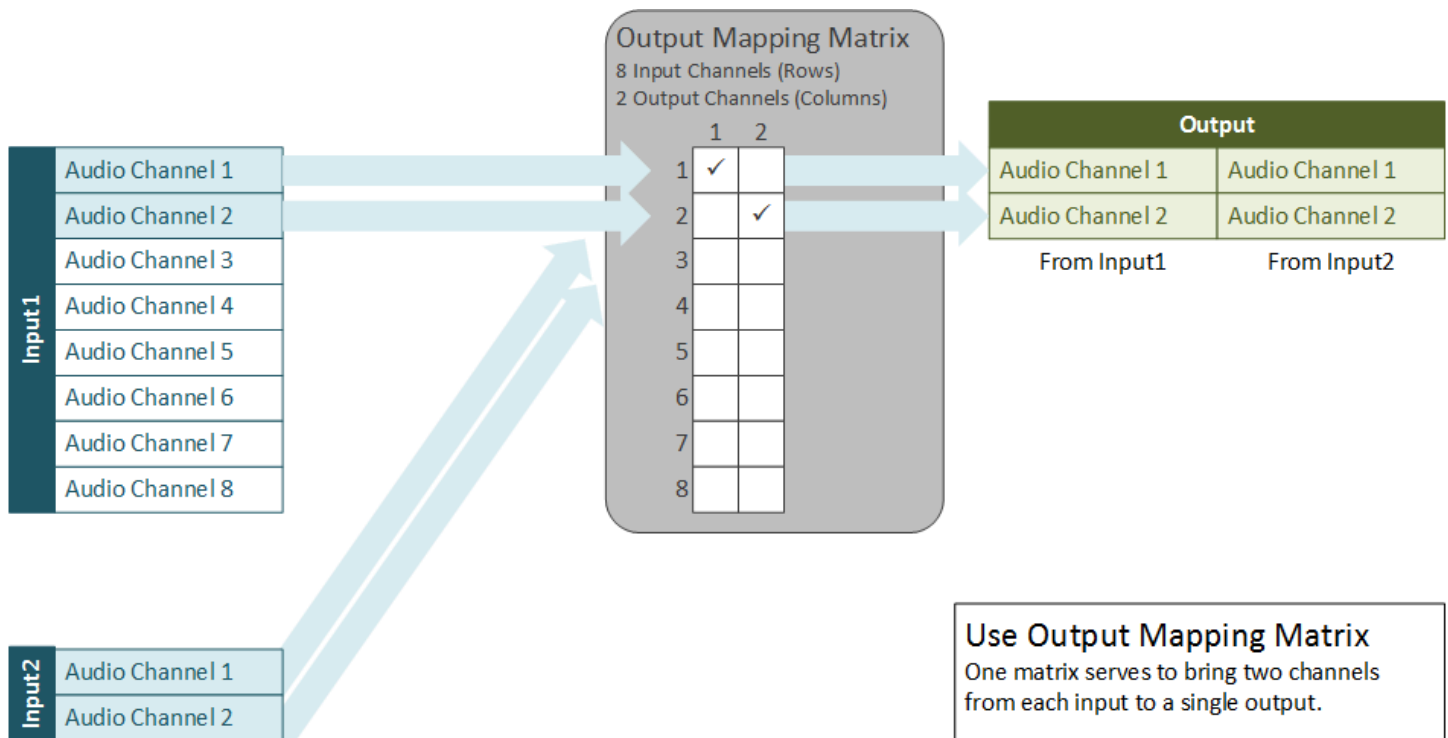 Output Mapping Matrix
8 Input Channels (Rows)
2 Output Channels (Columns)
1 2
1 ✓
2 ✓
3
4
5
6
7
8
Input1
Audio Channel 1
Audio Channel 2
Audio Channel 3
Audio Channel 4
Audio Channel 5
Audio Channel 6
Audio Channel 7
Audio Channel 8
Output
Audio Channel 1 Audio Channel 1
Audio Channel 2 Audio Channel 2
From Input1 From Input2
Input2
Audio Channel 1
Audio Channel 2
Use Output Mapping Matrix
One matrix serves to bring two channels
from each input to a single output.